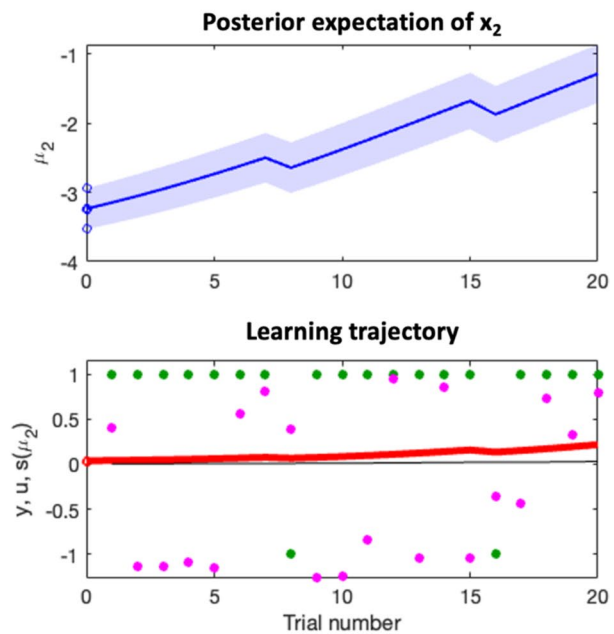 Posterior expectation of x₂
-1
-2
-3
-4
μ₂
0 5 10 15 20
Learning trajectory
1
0.5
0
-0.5
-1
y, u, s(μ₂)
0 5 10 15 20
Trial number